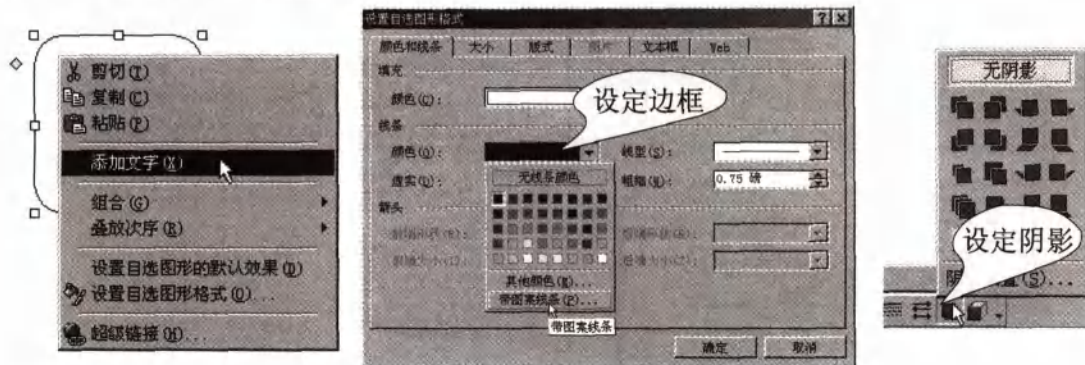 剪切(T)
复制(C)
粘贴(P)
添加文字(X)
组合(G)
叠放次序(R)
设置自选图形的默认效果(D)
设置自选图形格式(O)...
超级链接(H)...
设置自选图形格式
颜色和线条 大小 版式 图片 文本框 Web
填充
颜色(C):
设定边框
线条
颜色(O): 线型(S):
虚实(D): 粗细(W): 0.75 磅
无线条颜色
箭头
其他颜色(M)...
带图案线条(P)...
带图案线条
确定 取消
无阴影
设定阴影
(S)...